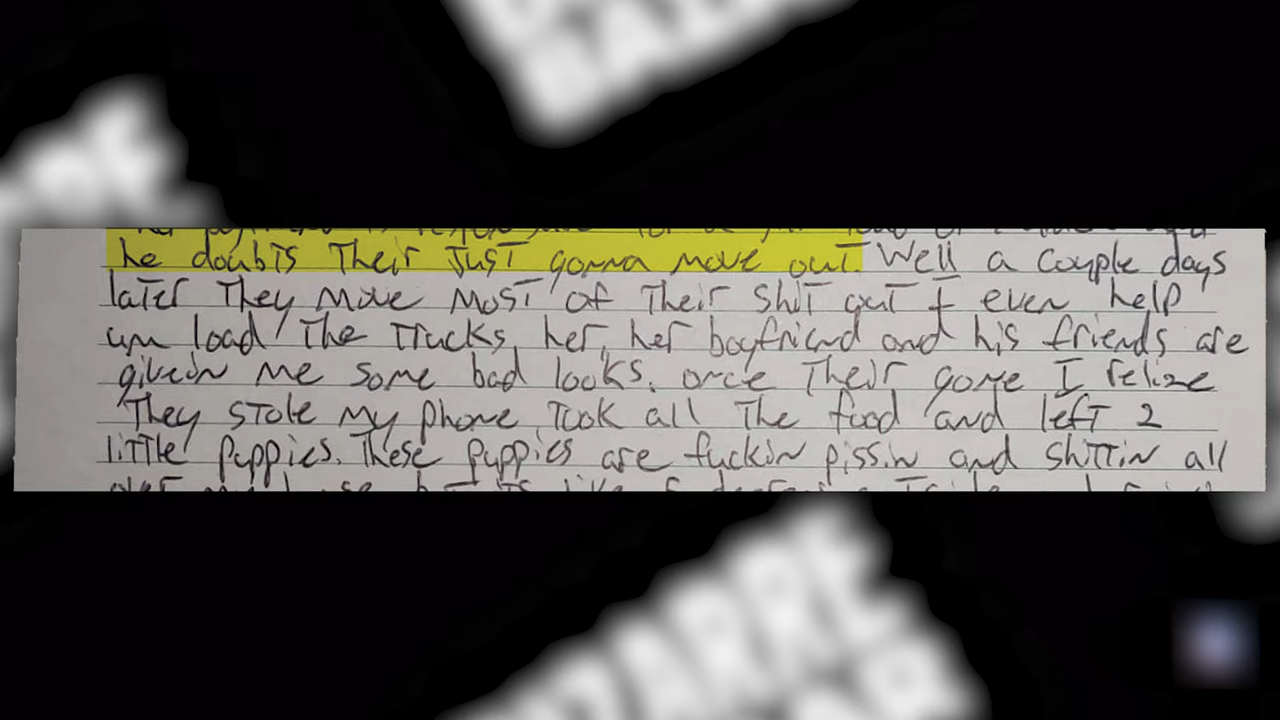 he doubts Their Just gonna move out. Well a couple days
later They move most of Their shit out I even help
um load The Trucks, her, her boyfriend and his friends are
givein me some bad looks. once Their gone I relize
They stole my phone, Took all The food and left 2
little puppies. These puppies are fuckin pissin and shittin all